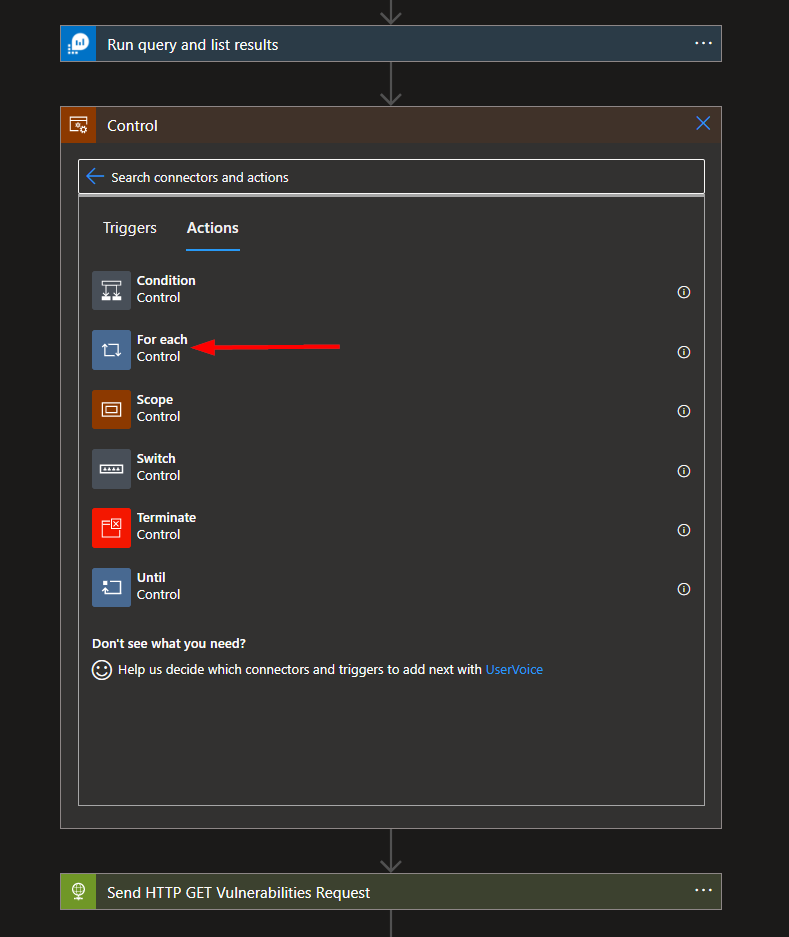 Run query and list results
Control
Search connectors and actions
Triggers Actions
Condition
Control
For each
Control
Scope
Control
Switch
Control
Terminate
Control
Until
Control
Don't see what you need?
Help us decide which connectors and triggers to add next with UserVoice
Send HTTP GET Vulnerabilities Request